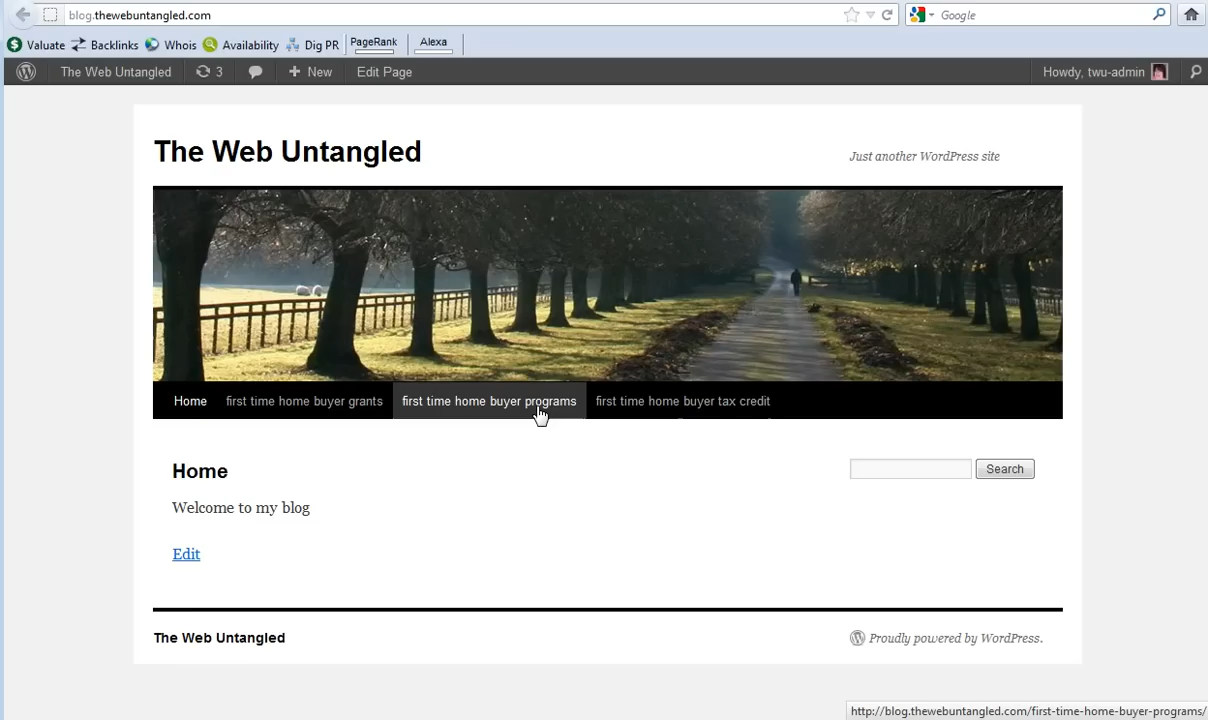 blog.thewebuntangled.com
Google
Valuate Backlinks Whois Availability Dig PR PageRank Alexa
The Web Untangled 3 New Edit Page Howdy, twu-admin
The Web Untangled
Just another WordPress site
Home first time home buyer grants first time home buyer programs first time home buyer tax credit
Home
Search
Welcome to my blog
Edit
The Web Untangled
Proudly powered by WordPress.
http://blog.thewebuntangled.com/first-time-home-buyer-programs/